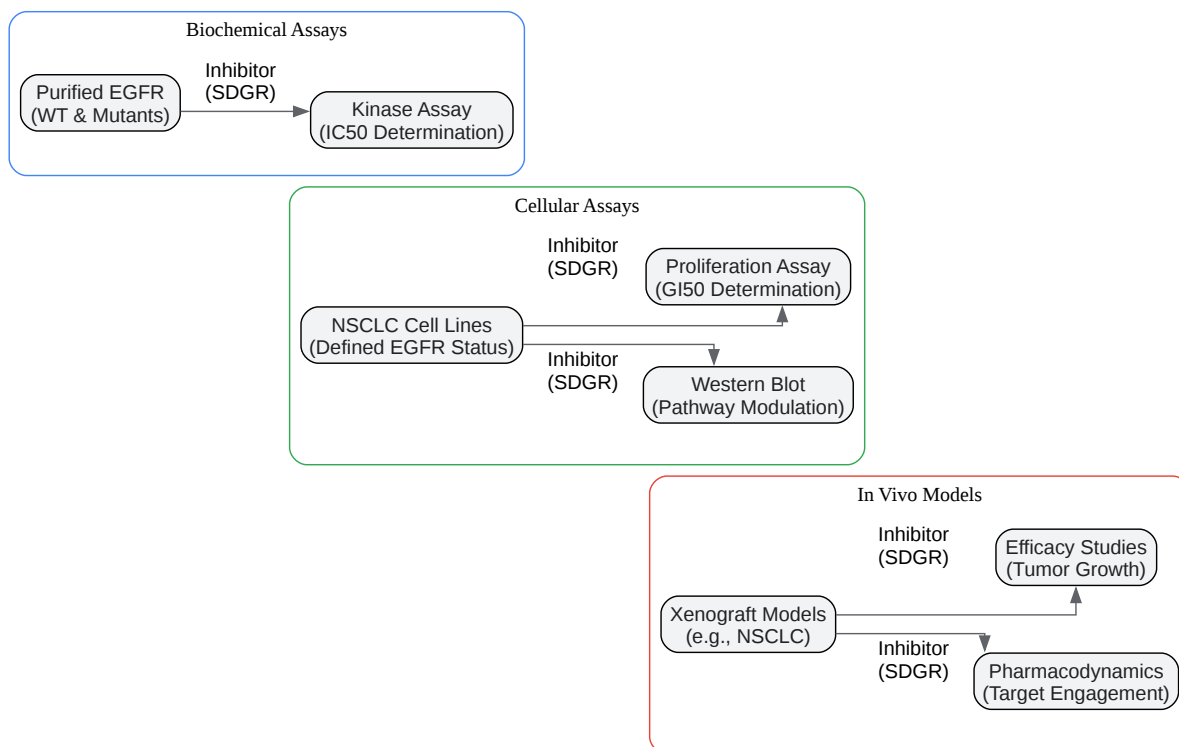 Biochemical Assays
Inhibitor
(SDGR)
Purified EGFR
(WT & Mutants)
Kinase Assay
(IC50 Determination)
Cellular Assays
Inhibitor
(SDGR)
Proliferation Assay
(GI50 Determination)
NSCLC Cell Lines
(Defined EGFR Status)
Inhibitor
(SDGR)
Western Blot
(Pathway Modulation)
In Vivo Models
Inhibitor
(SDGR)
Efficacy Studies
(Tumor Growth)
Xenograft Models
(e.g., NSCLC)
Inhibitor
(SDGR)
Pharmacodynamics
(Target Engagement)